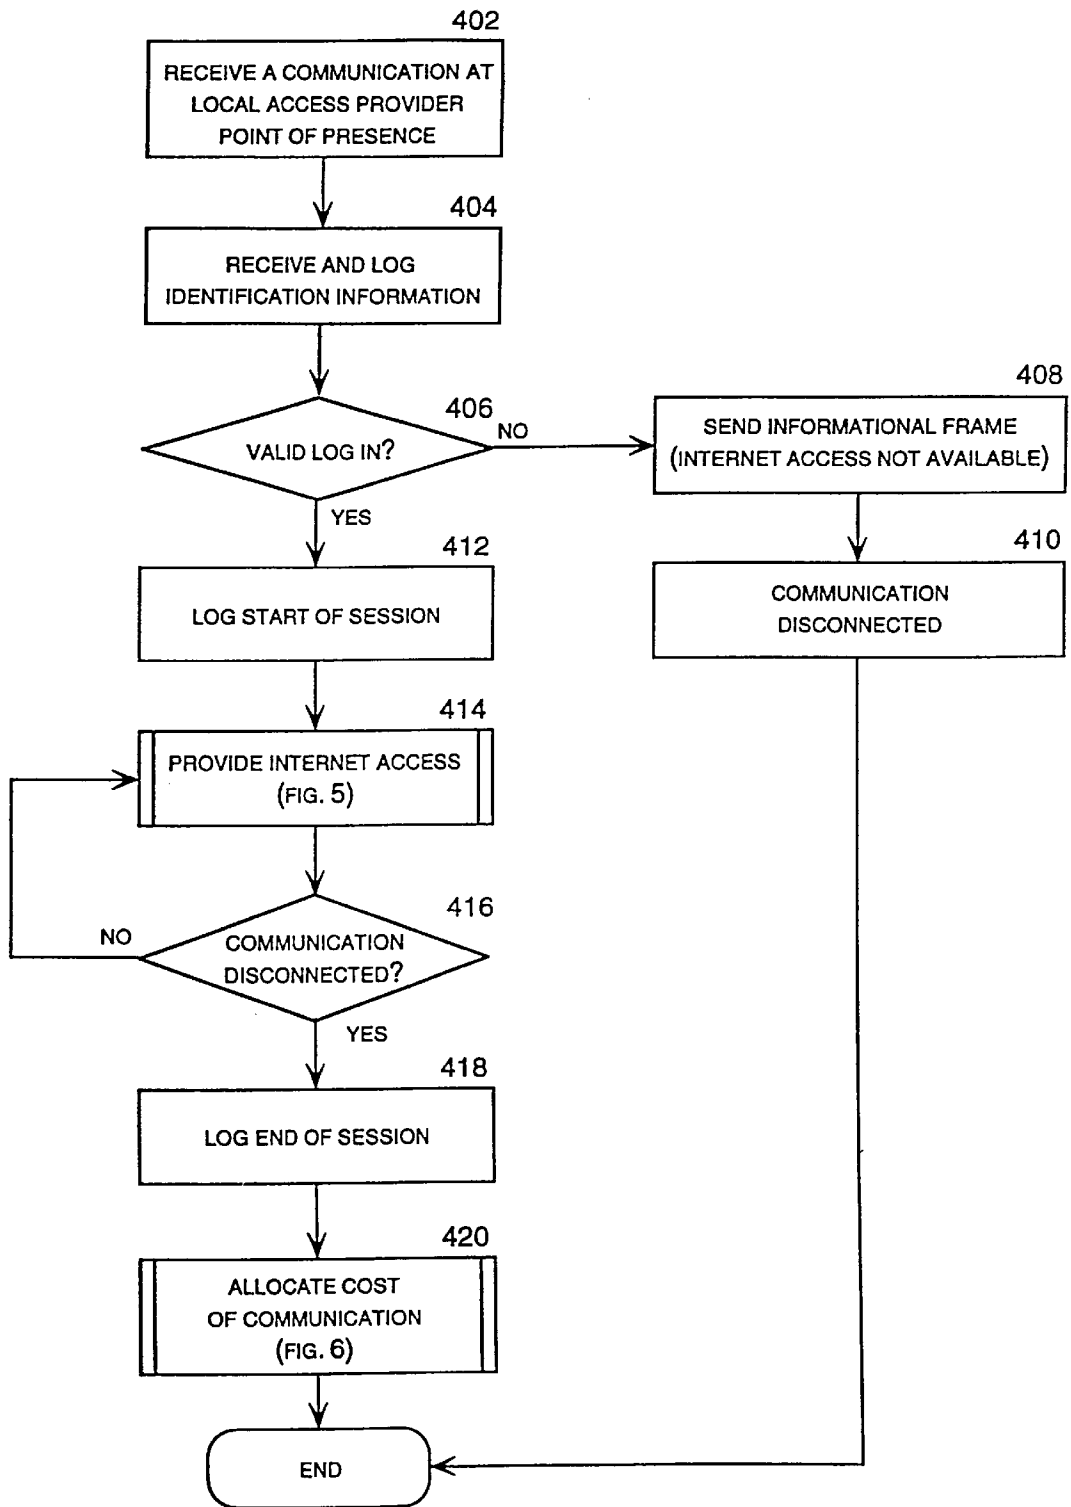 402
RECEIVE A COMMUNICATION AT
LOCAL ACCESS PROVIDER
POINT OF PRESENCE
404
RECEIVE AND LOG
IDENTIFICATION INFORMATION
406
VALID LOG IN?
NO
408
SEND INFORMATIONAL FRAME
(INTERNET ACCESS NOT AVAILABLE)
YES
410
COMMUNICATION
DISCONNECTED
412
LOG START OF SESSION
414
PROVIDE INTERNET ACCESS
(FIG. 5)
416
COMMUNICATION
DISCONNECTED?
NO
YES
418
LOG END OF SESSION
420
ALLOCATE COST
OF COMMUNICATION
(FIG. 6)
END